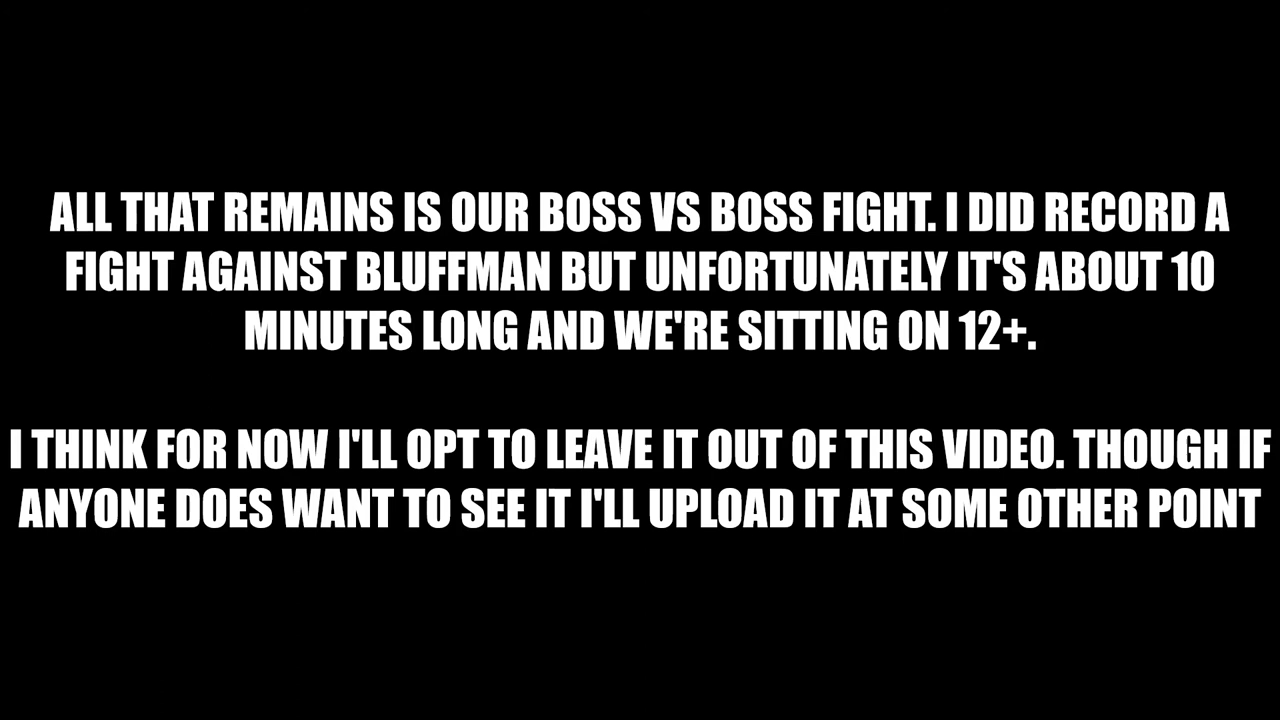 ALL THAT REMAINS IS OUR BOSS VS BOSS FIGHT. I DID RECORD A
FIGHT AGAINST BLUFFMAN BUT UNFORTUNATELY IT'S ABOUT 10
MINUTES LONG AND WE'RE SITTING ON 12+.
I THINK FOR NOW I'LL OPT TO LEAVE IT OUT OF THIS VIDEO. THOUGH IF
ANYONE DOES WANT TO SEE IT I'LL UPLOAD IT AT SOME OTHER POINT